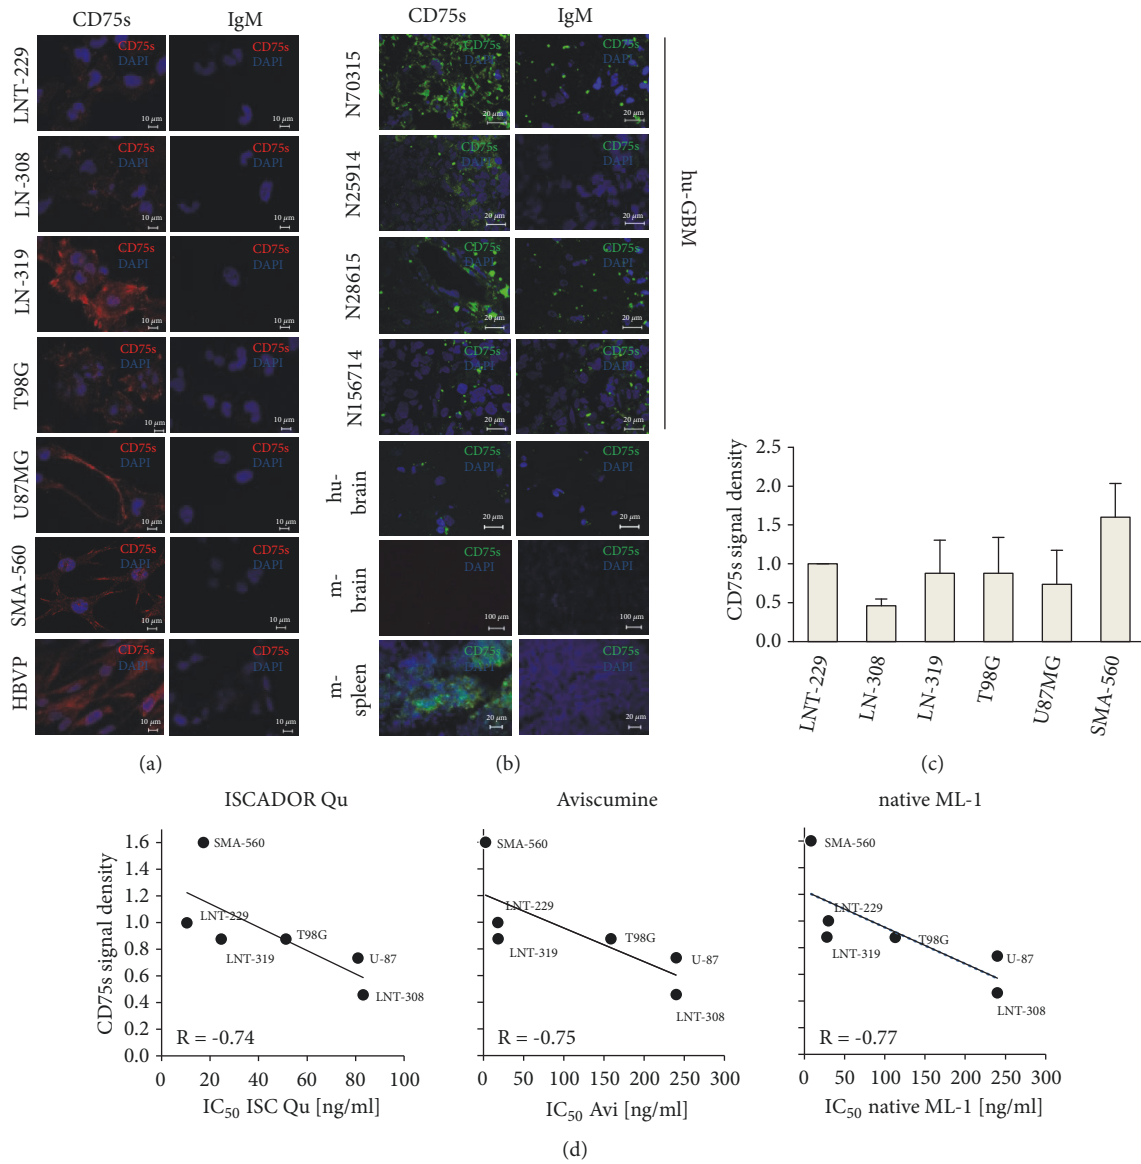 CD75s IgM
LNT-229
CD75s
DAPI
10 µm
CD75s
DAPI
10 µm
LN-308
CD75s
DAPI
10 µm
CD75s
DAPI
10 µm
LN-319
CD75s
DAPI
10 µm
CD75s
DAPI
10 µm
T98G
CD75s
DAPI
10 µm
CD75s
DAPI
10 µm
U87MG
CD75s
DAPI
10 µm
CD75s
DAPI
10 µm
SMA-560
CD75s
DAPI
10 µm
CD75s
DAPI
10 µm
HBVP
CD75s
DAPI
10 µm
CD75s
DAPI
10 µm
(a)
CD75s IgM
N70315
CD75s
DAPI
20 µm
CD75s
DAPI
20 µm
N25914
CD75s
DAPI
20 µm
CD75s
DAPI
20 µm
N28615
CD75s
DAPI
20 µm
CD75s
DAPI
20 µm
N156714
CD75s
DAPI
20 µm
CD75s
DAPI
20 µm
hu-GBM
hu-
brain
CD75s
DAPI
20 µm
CD75s
DAPI
20 µm
m-
brain
CD75s
DAPI
100 µm
CD75s
DAPI
100 µm
m-
spleen
CD75s
DAPI
20 µm
CD75s
DAPI
20 µm
(b)
CD75s signal density
2.5
2.0
1.5
1.0
0.5
0.0
LNT-229
LN-308
LN-319
T98G
U87MG
SMA-560
(c)
ISCADOR Qu
CD75s signal density
1.6
1.4
1.2
1.0
0.8
0.6
0.4
0.2
0.0
SMA-560
LNT-229
LNT-319
T98G
U-87
LNT-308
R = -0.74
0 20 40 60 80 100
IC50 ISC Qu [ng/ml]
Aviscumine
SMA-560
LNT-229
LNT-319
T98G
U-87
LNT-308
R = -0.75
0 50 100 150 200 250 300
IC50 Avi [ng/ml]
native ML-1
SMA-560
LNT-229
LNT-319
T98G
U-87
LNT-308
R = -0.77
0 50 100 150 200 250 300
IC50 native ML-1 [ng/ml]
(d)